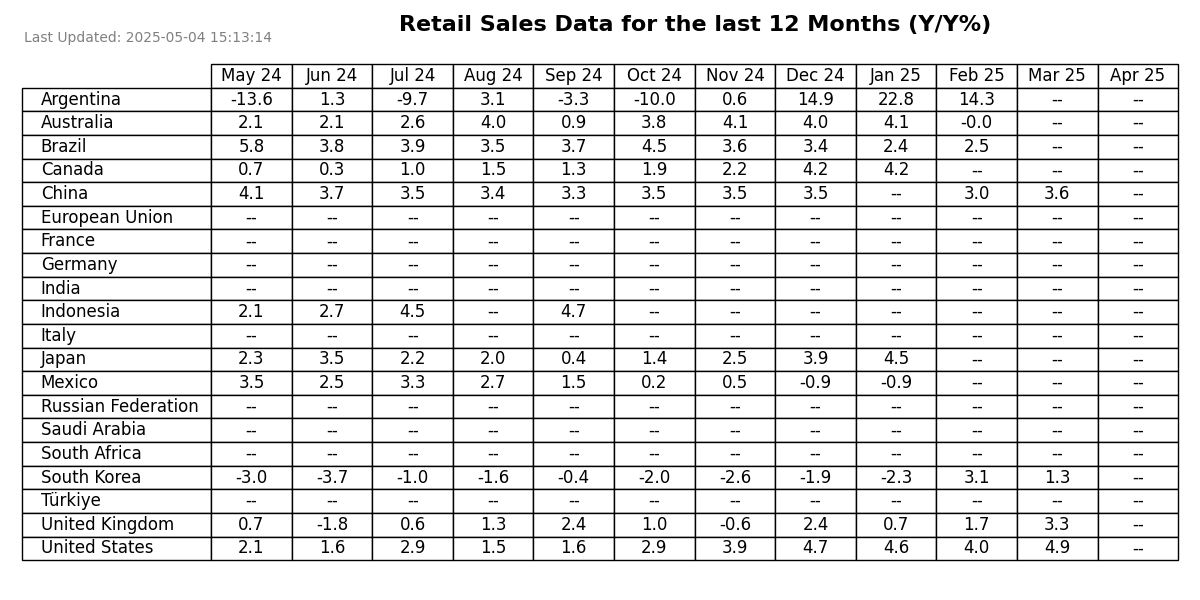 Retail Sales Data for the last 12 Months (Y/Y%)
Last Updated: 2025-05-04 15:13:14
May 24 Jun 24 Jul 24 Aug 24 Sep 24 Oct 24 Nov 24 Dec 24 Jan 25 Feb 25 Mar 25 Apr 25
Argentina -13.6 1.3 -9.7 3.1 -3.3 -10.0 0.6 14.9 22.8 14.3 -- --
Australia 2.1 2.1 2.6 4.0 0.9 3.8 4.1 4.0 4.1 -0.0 -- --
Brazil 5.8 3.8 3.9 3.5 3.7 4.5 3.6 3.4 2.4 2.5 -- --
Canada 0.7 0.3 1.0 1.5 1.3 1.9 2.2 4.2 4.2 -- -- --
China 4.1 3.7 3.5 3.4 3.3 3.5 3.5 3.5 -- 3.0 3.6 --
European Union -- -- -- -- -- -- -- -- -- -- -- --
France -- -- -- -- -- -- -- -- -- -- -- --
Germany -- -- -- -- -- -- -- -- -- -- -- --
India -- -- -- -- -- -- -- -- -- -- -- --
Indonesia 2.1 2.7 4.5 -- 4.7 -- -- -- -- -- -- --
Italy -- -- -- -- -- -- -- -- -- -- -- --
Japan 2.3 3.5 2.2 2.0 0.4 1.4 2.5 3.9 4.5 -- -- --
Mexico 3.5 2.5 3.3 2.7 1.5 0.2 0.5 -0.9 -0.9 -- -- --
Russian Federation -- -- -- -- -- -- -- -- -- -- -- --
Saudi Arabia -- -- -- -- -- -- -- -- -- -- -- --
South Africa -- -- -- -- -- -- -- -- -- -- -- --
South Korea -3.0 -3.7 -1.0 -1.6 -0.4 -2.0 -2.6 -1.9 -2.3 3.1 1.3 --
Türkiye -- -- -- -- -- -- -- -- -- -- -- --
United Kingdom 0.7 -1.8 0.6 1.3 2.4 1.0 -0.6 2.4 0.7 1.7 3.3 --
United States 2.1 1.6 2.9 1.5 1.6 2.9 3.9 4.7 4.6 4.0 4.9 --